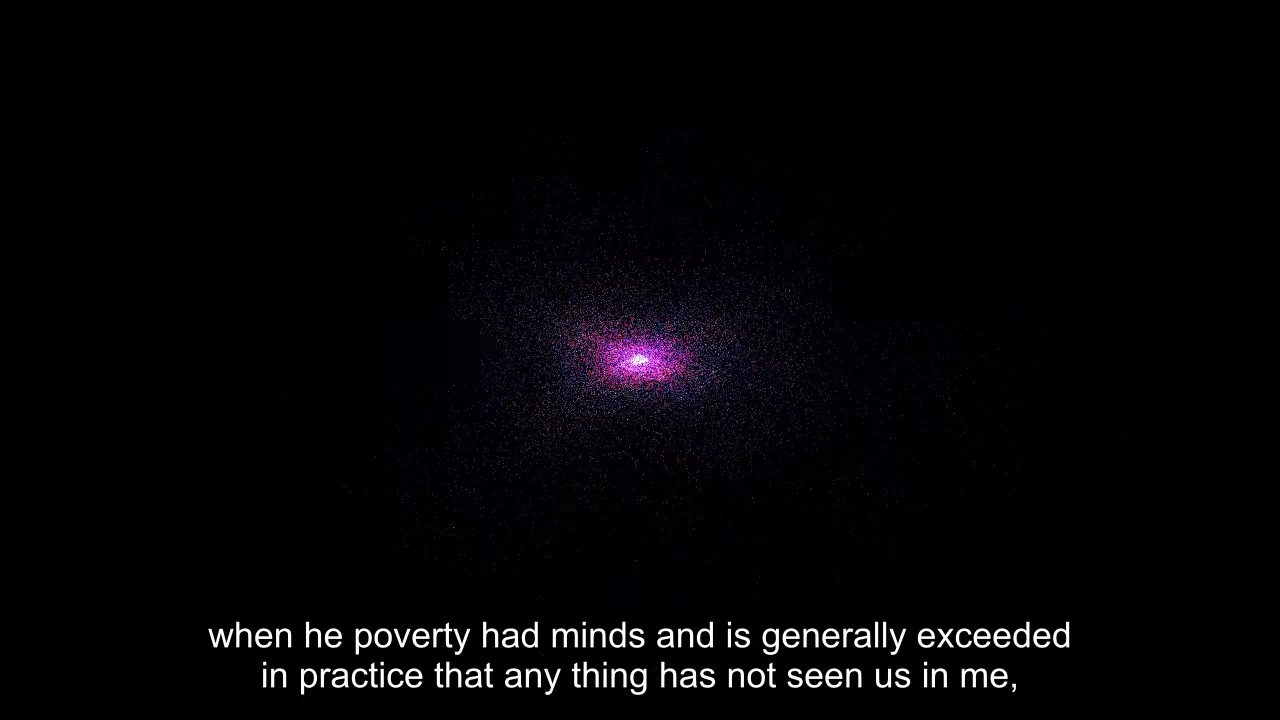 when he poverty had minds and is generally exceeded
in practice that any thing has not seen us in me,